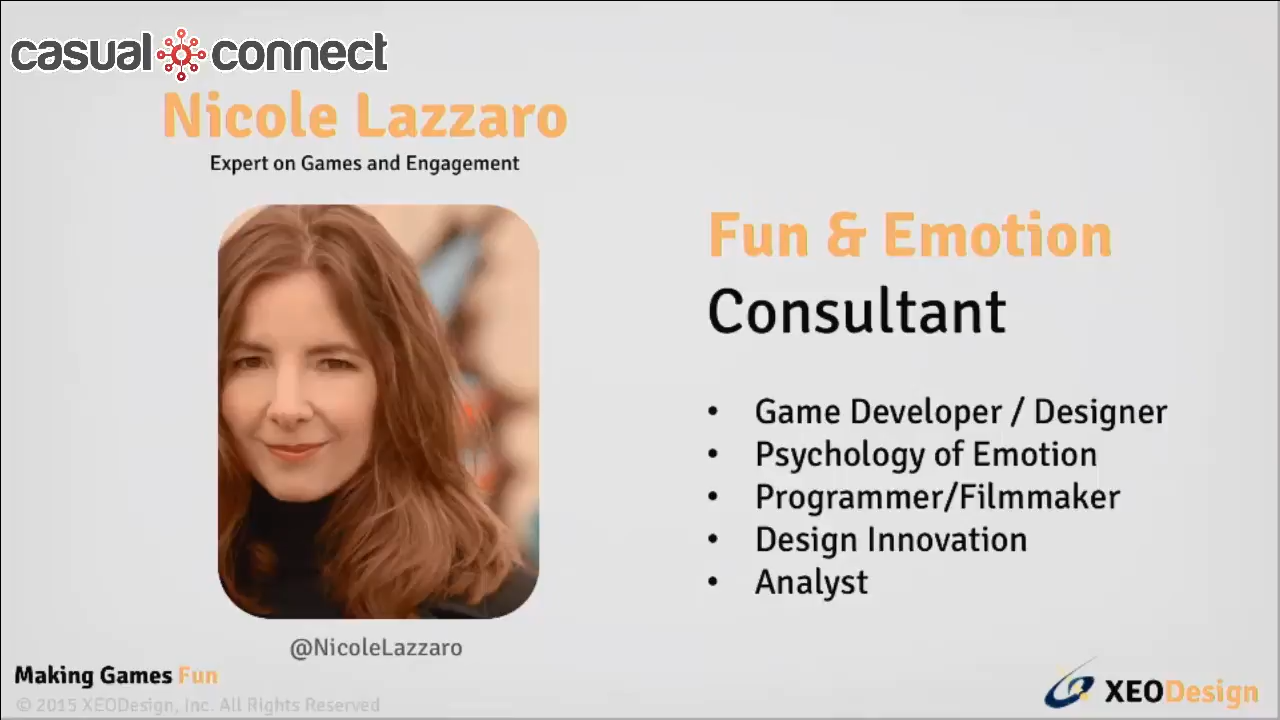 casual connect
Nicole Lazzaro
Expert on Games and Engagement
Fun & Emotion
Consultant
• Game Developer / Designer
• Psychology of Emotion
• Programmer/Filmmaker
• Design Innovation
• Analyst
@NicoleLazzaro
Making Games Fun
© 2015 XEODesign, Inc. All Rights Reserved
XEODesign